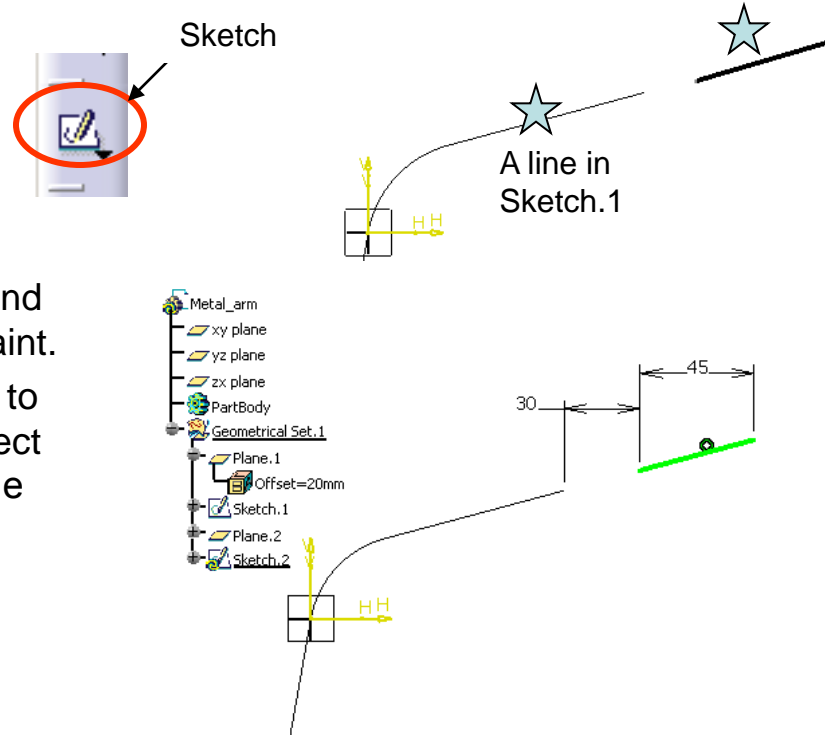 Sketch
A line in
Sketch.1
V
H H
nd
aint.
to
ect
e
Metal_arm
xy plane
yz plane
zx plane
PartBody
Geometrical Set.1
Plane.1
Offset=20mm
Sketch.1
Plane.2
Sketch.2
45
30
V
H H